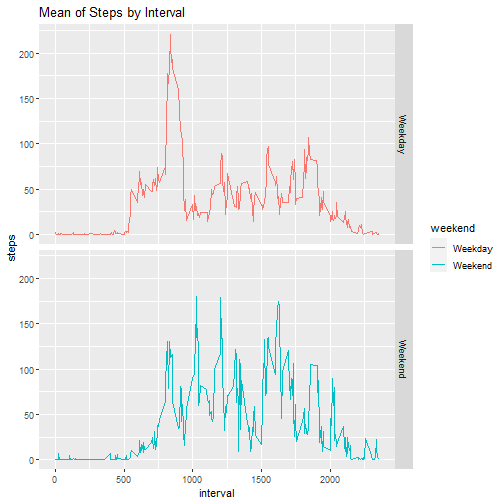 Mean of Steps by Interval
steps
200
150
100
50
0
Weekday
200
150
100
50
0
Weekend
0 500 1000 1500 2000
interval
weekend
Weekday
Weekend